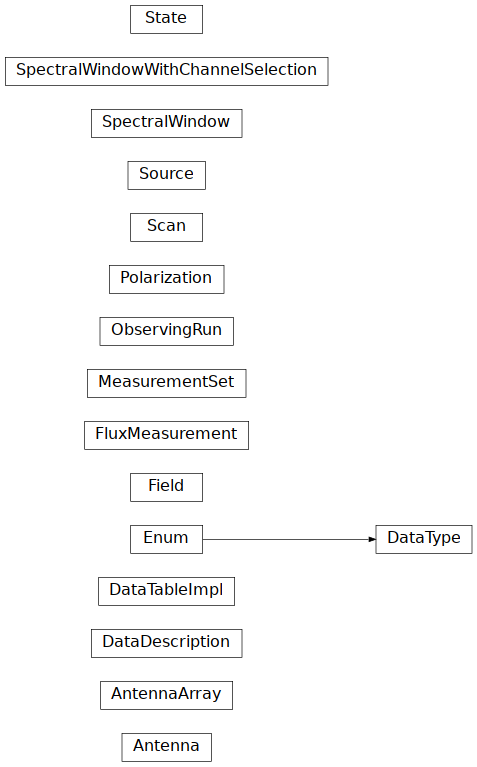 State
SpectralWindowWithChannelSelection
SpectralWindow
Source
Scan
Polarization
ObservingRun
MeasurementSet
FluxMeasurement
Field
Enum
DataType
DataTableImpl
DataDescription
AntennaArray
Antenna